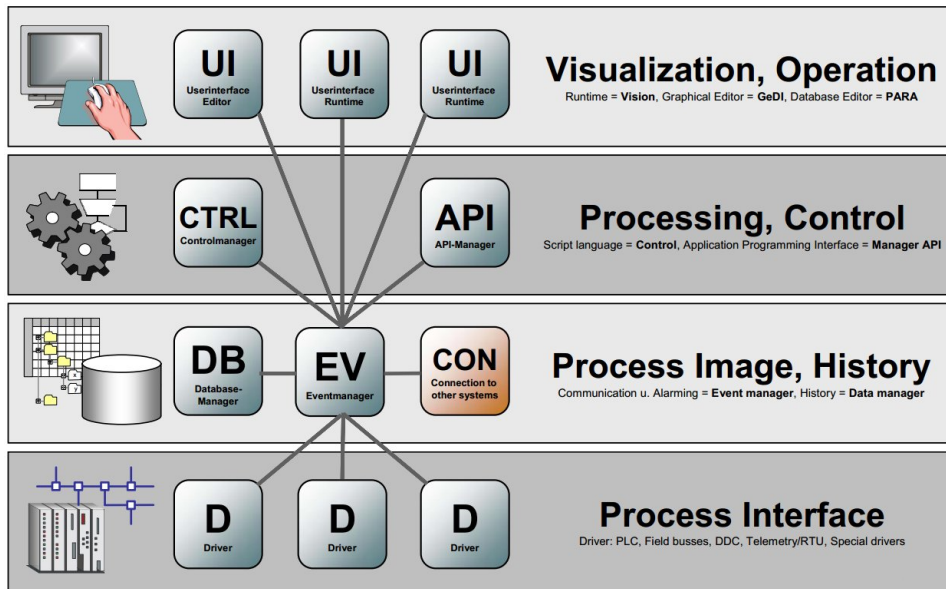 UI
Userinterface
Editor
UI
Userinterface
Runtime
UI
Userinterface
Runtime
Visualization, Operation
Runtime = Vision, Graphical Editor = GeDI, Database Editor = PARA
CTRL
Controlmanager
API
API-Manager
Processing, Control
Script language = Control, Application Programming Interface = Manager API
x
y
DB
Database-
Manager
EV
Eventmanager
CON
Connection to
other systems
Process Image, History
Communication u. Alarming = Event manager, History = Data manager
D
Driver
D
Driver
D
Driver
Process Interface
Driver: PLC, Field busses, DDC, Telemetry/RTU, Special drivers